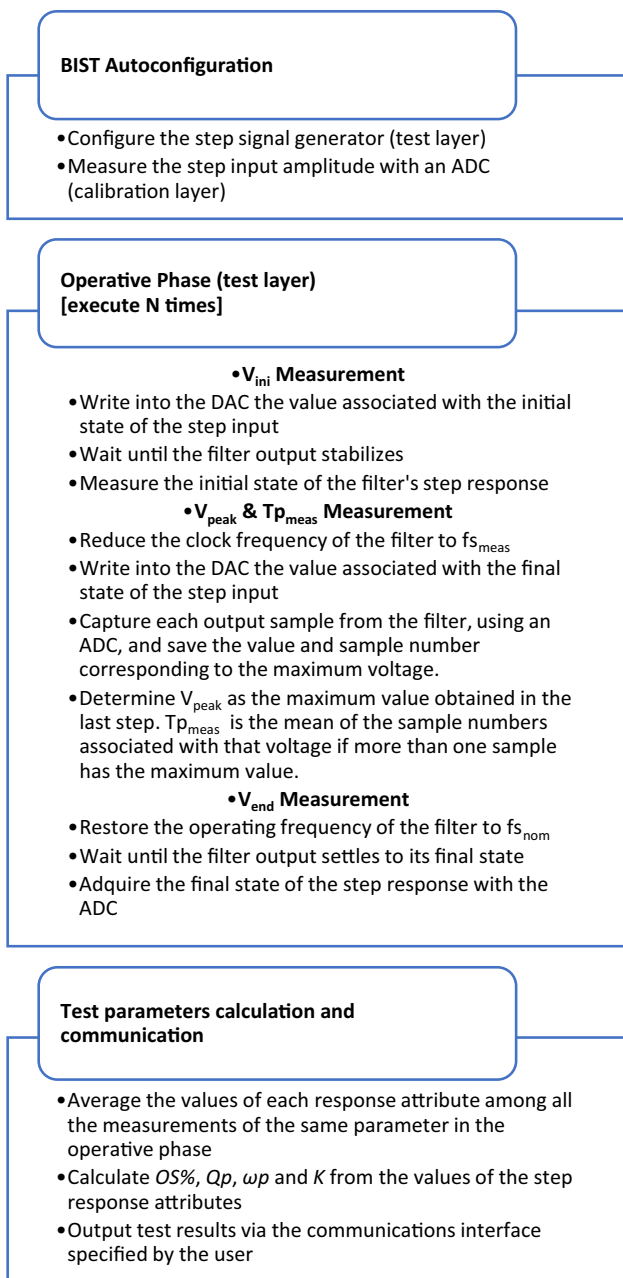 BIST Autoconfiguration
•Configure the step signal generator (test layer)
•Measure the step input amplitude with an ADC
(calibration layer)
Operative Phase (test layer)
[execute N times]
•Vini Measurement
•Write into the DAC the value associated with the initial
state of the step input
•Wait until the filter output stabilizes
•Measure the initial state of the filter's step response
•Vpeak & Tpmeas Measurement
•Reduce the clock frequency of the filter to fsmeas
•Write into the DAC the value associated with the final
state of the step input
•Capture each output sample from the filter, using an
ADC, and save the value and sample number
corresponding to the maximum voltage.
•Determine Vpeak as the maximum value obtained in the
last step. Tpmeas is the mean of the sample numbers
associated with that voltage if more than one sample
has the maximum value.
•Vend Measurement
•Restore the operating frequency of the filter to fsnom
•Wait until the filter output settles to its final state
•Adquire the final state of the step response with the
ADC
Test parameters calculation and
communication
•Average the values of each response attribute among all
the measurements of the same parameter in the
operative phase
•Calculate OS%, Qp, ωp and K from the values of the step
response attributes
•Output test results via the communications interface
specified by the user